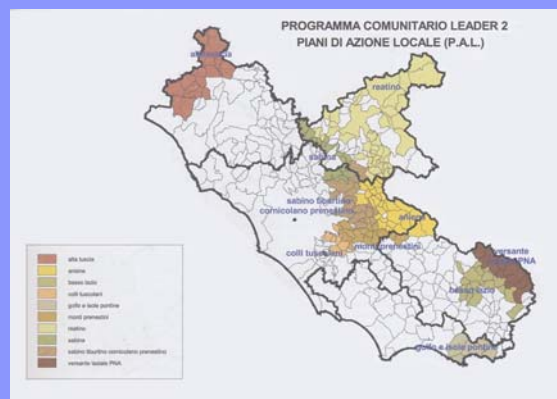 PROGRAMMA COMUNITARIO LEADER 2
PIANI DI AZIONE LOCALE (P.A.L.)
reatino
sabina
sabino tiburtino
cornicolano prenestino
aniene
colli tuscolani
monti prenestini
versante
PNA
basso lazio
golfo e isole pontine
alta tuscia
aniene
basso lazio
colli tuscolani
golfo e isole pontine
monti prenestini
reatino
sabina
sabino tiburtino cornicolano prenestino
versante laziale PNA